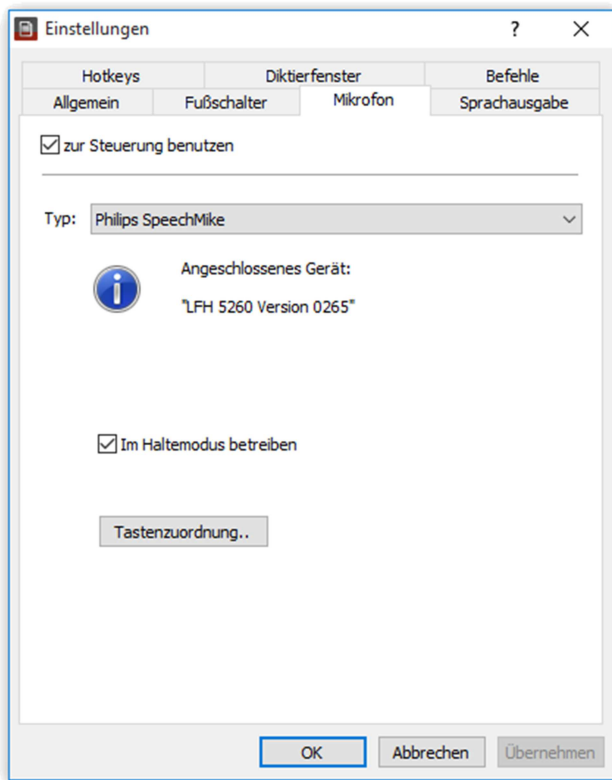 Einstellungen
Hotkeys Diktierfenster Befehle
Allgemein Fußschalter Mikrofon Sprachausgabe
zur Steuerung benutzen
Typ: Philips SpeechMike
Angeschlossenes Gerät:
"LFH 5260 Version 0265"
Im Haltemodus betreiben
Tastenzuordnung..
OK Abbrechen Übernehmen